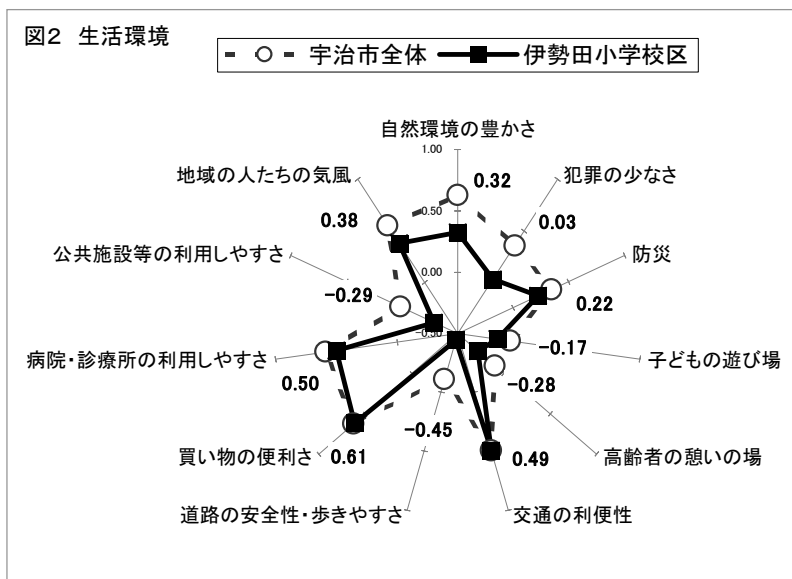 図2 生活環境
宇治市全体
伊勢田小学校区
自然環境の豊かさ
1.00
地域の人たちの気風
0.32
犯罪の少なさ
0.38
0.50
0.03
公共施設等の利用しやすさ
防災
-0.29
0.00
0.22
-0.50
-0.17
病院・診療所の利用しやすさ
子どもの遊び場
0.50
-0.28
-0.45
買い物の便利さ
0.61
0.49
高齢者の憩いの場
道路の安全性・歩きやすさ
交通の利便性